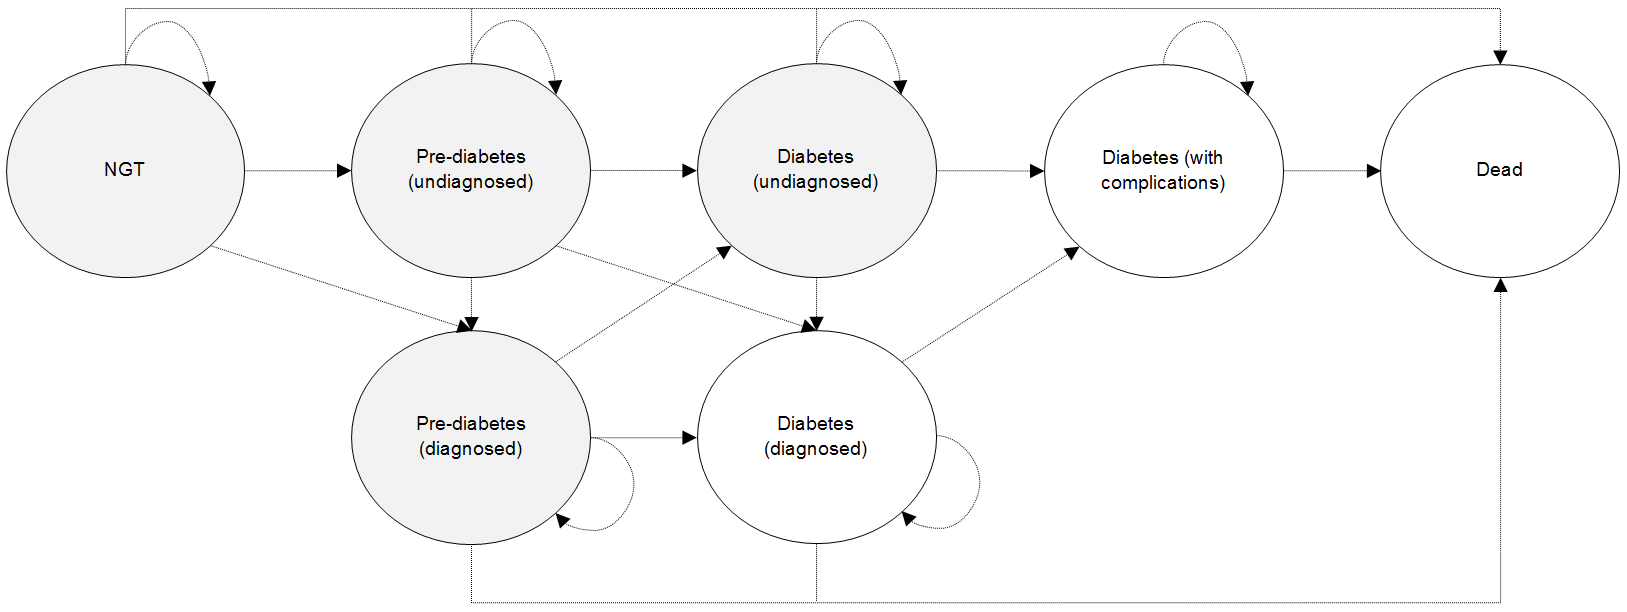 NGT
Pre-diabetes
(undiagnosed)
Diabetes
(undiagnosed)
Diabetes (with
complications)
Dead
Pre-diabetes
(diagnosed)
Diabetes
(diagnosed)